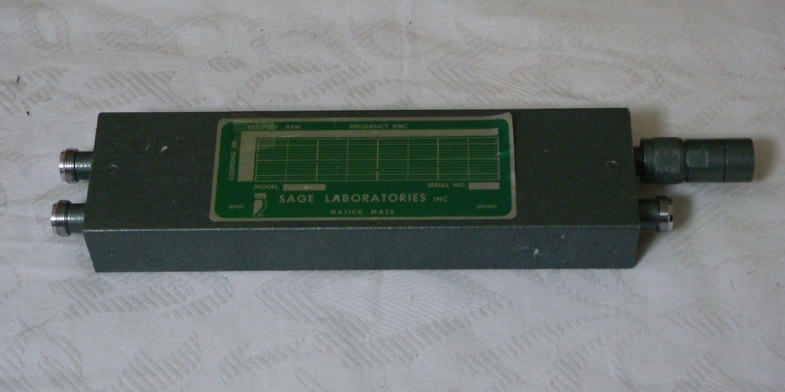 COUPLED ARM FREQUENCY KMC
COUPLING DB.
MODEL SERIAL NO.
SAGE LABORATORIES INC.
NATICK, MASS.
INPUT OUTPUT